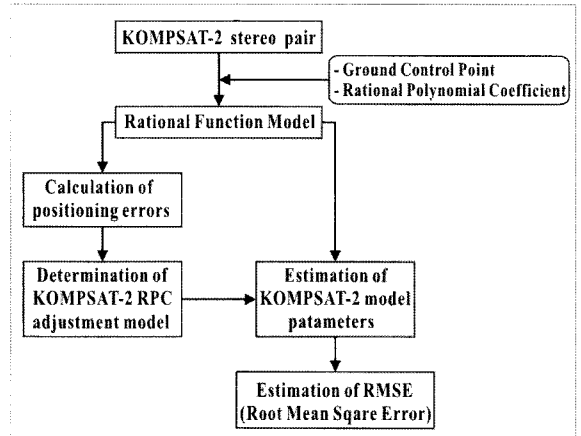 KOMPSAT-2 stereo pair
- Ground Control Point
- Rational Polynomial Coefficient
Rational Function Model
Calculation of
positioning errors
Determination of
KOMPSAT-2 RPC
adjustment model
Estimation of
KOMPSAT-2 model
patameters
Estimation of RMSE
(Root Mean Sqare Error)